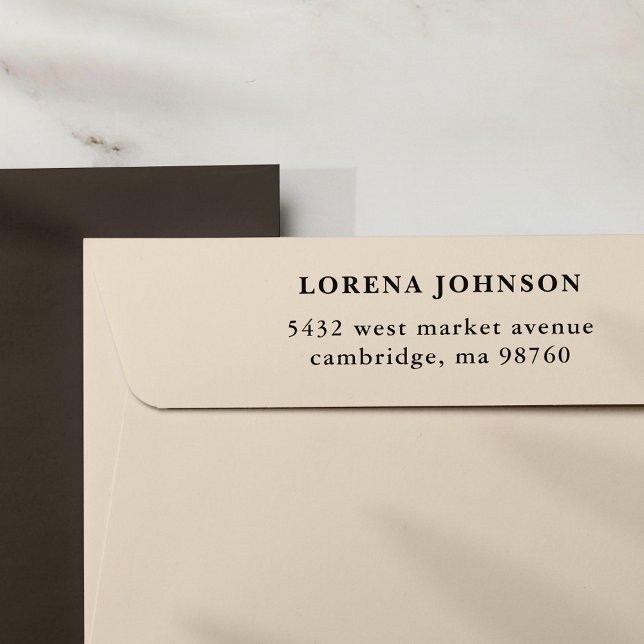 LORENA JOHNSON
5432 west market avenue
cambridge, ma 98760